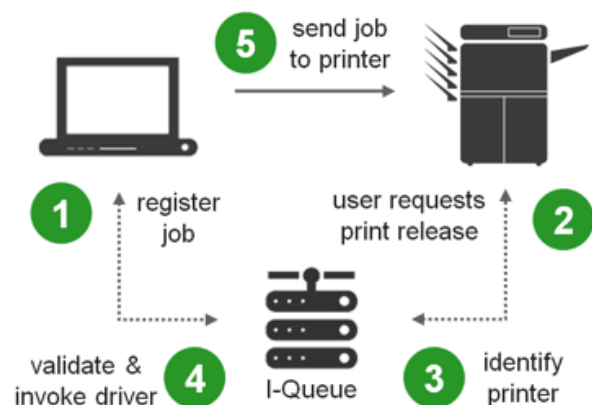 5
send job
to printer
1
register
job
user requests
print release
2
validate &
invoke driver
4
I-Queue
3
identify
printer